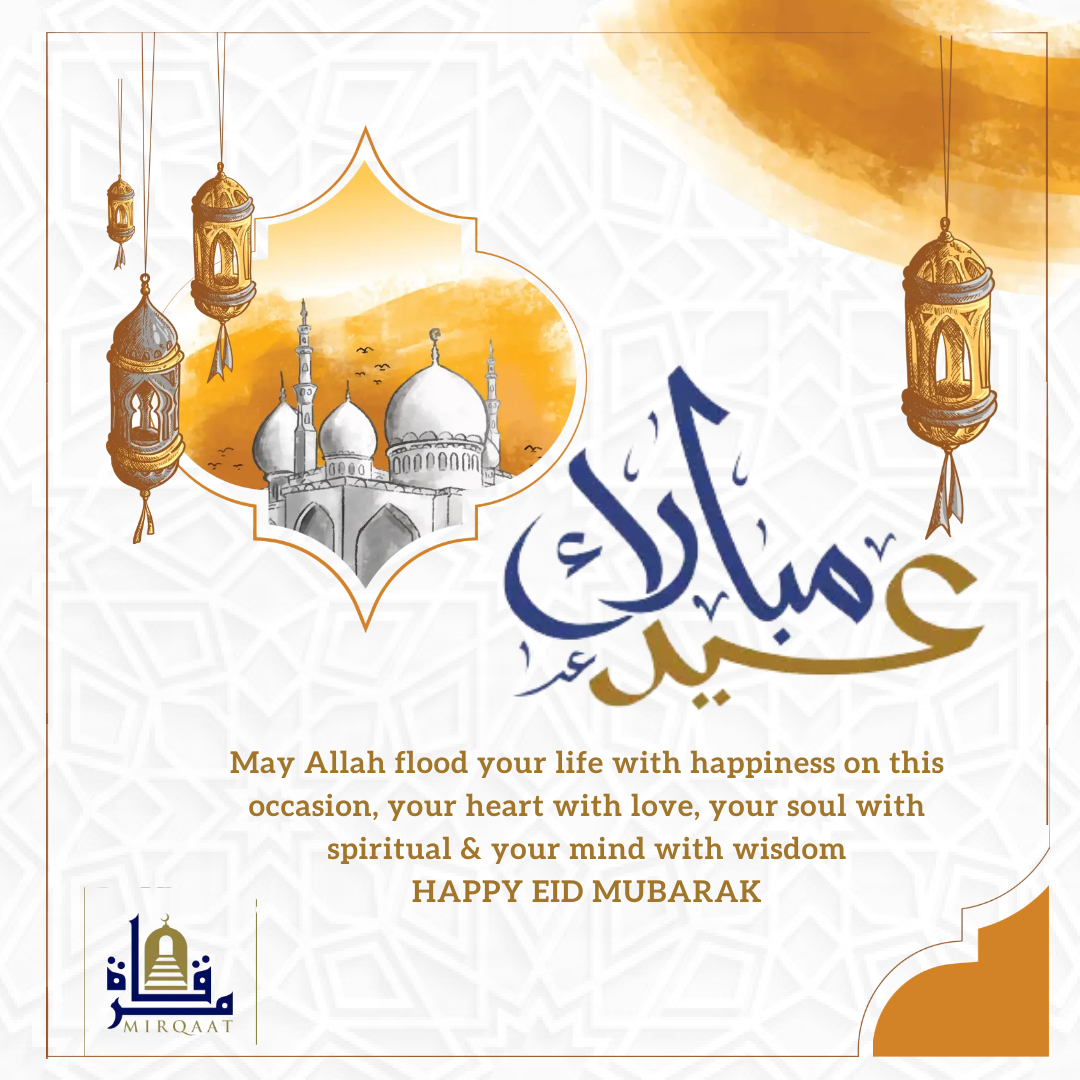 عيد مبارك
May Allah flood your life with happiness on this
occasion, your heart with love, your soul with
spiritual & your mind with wisdom
HAPPY EID MUBARAK
مرقاة
MIRQAAT